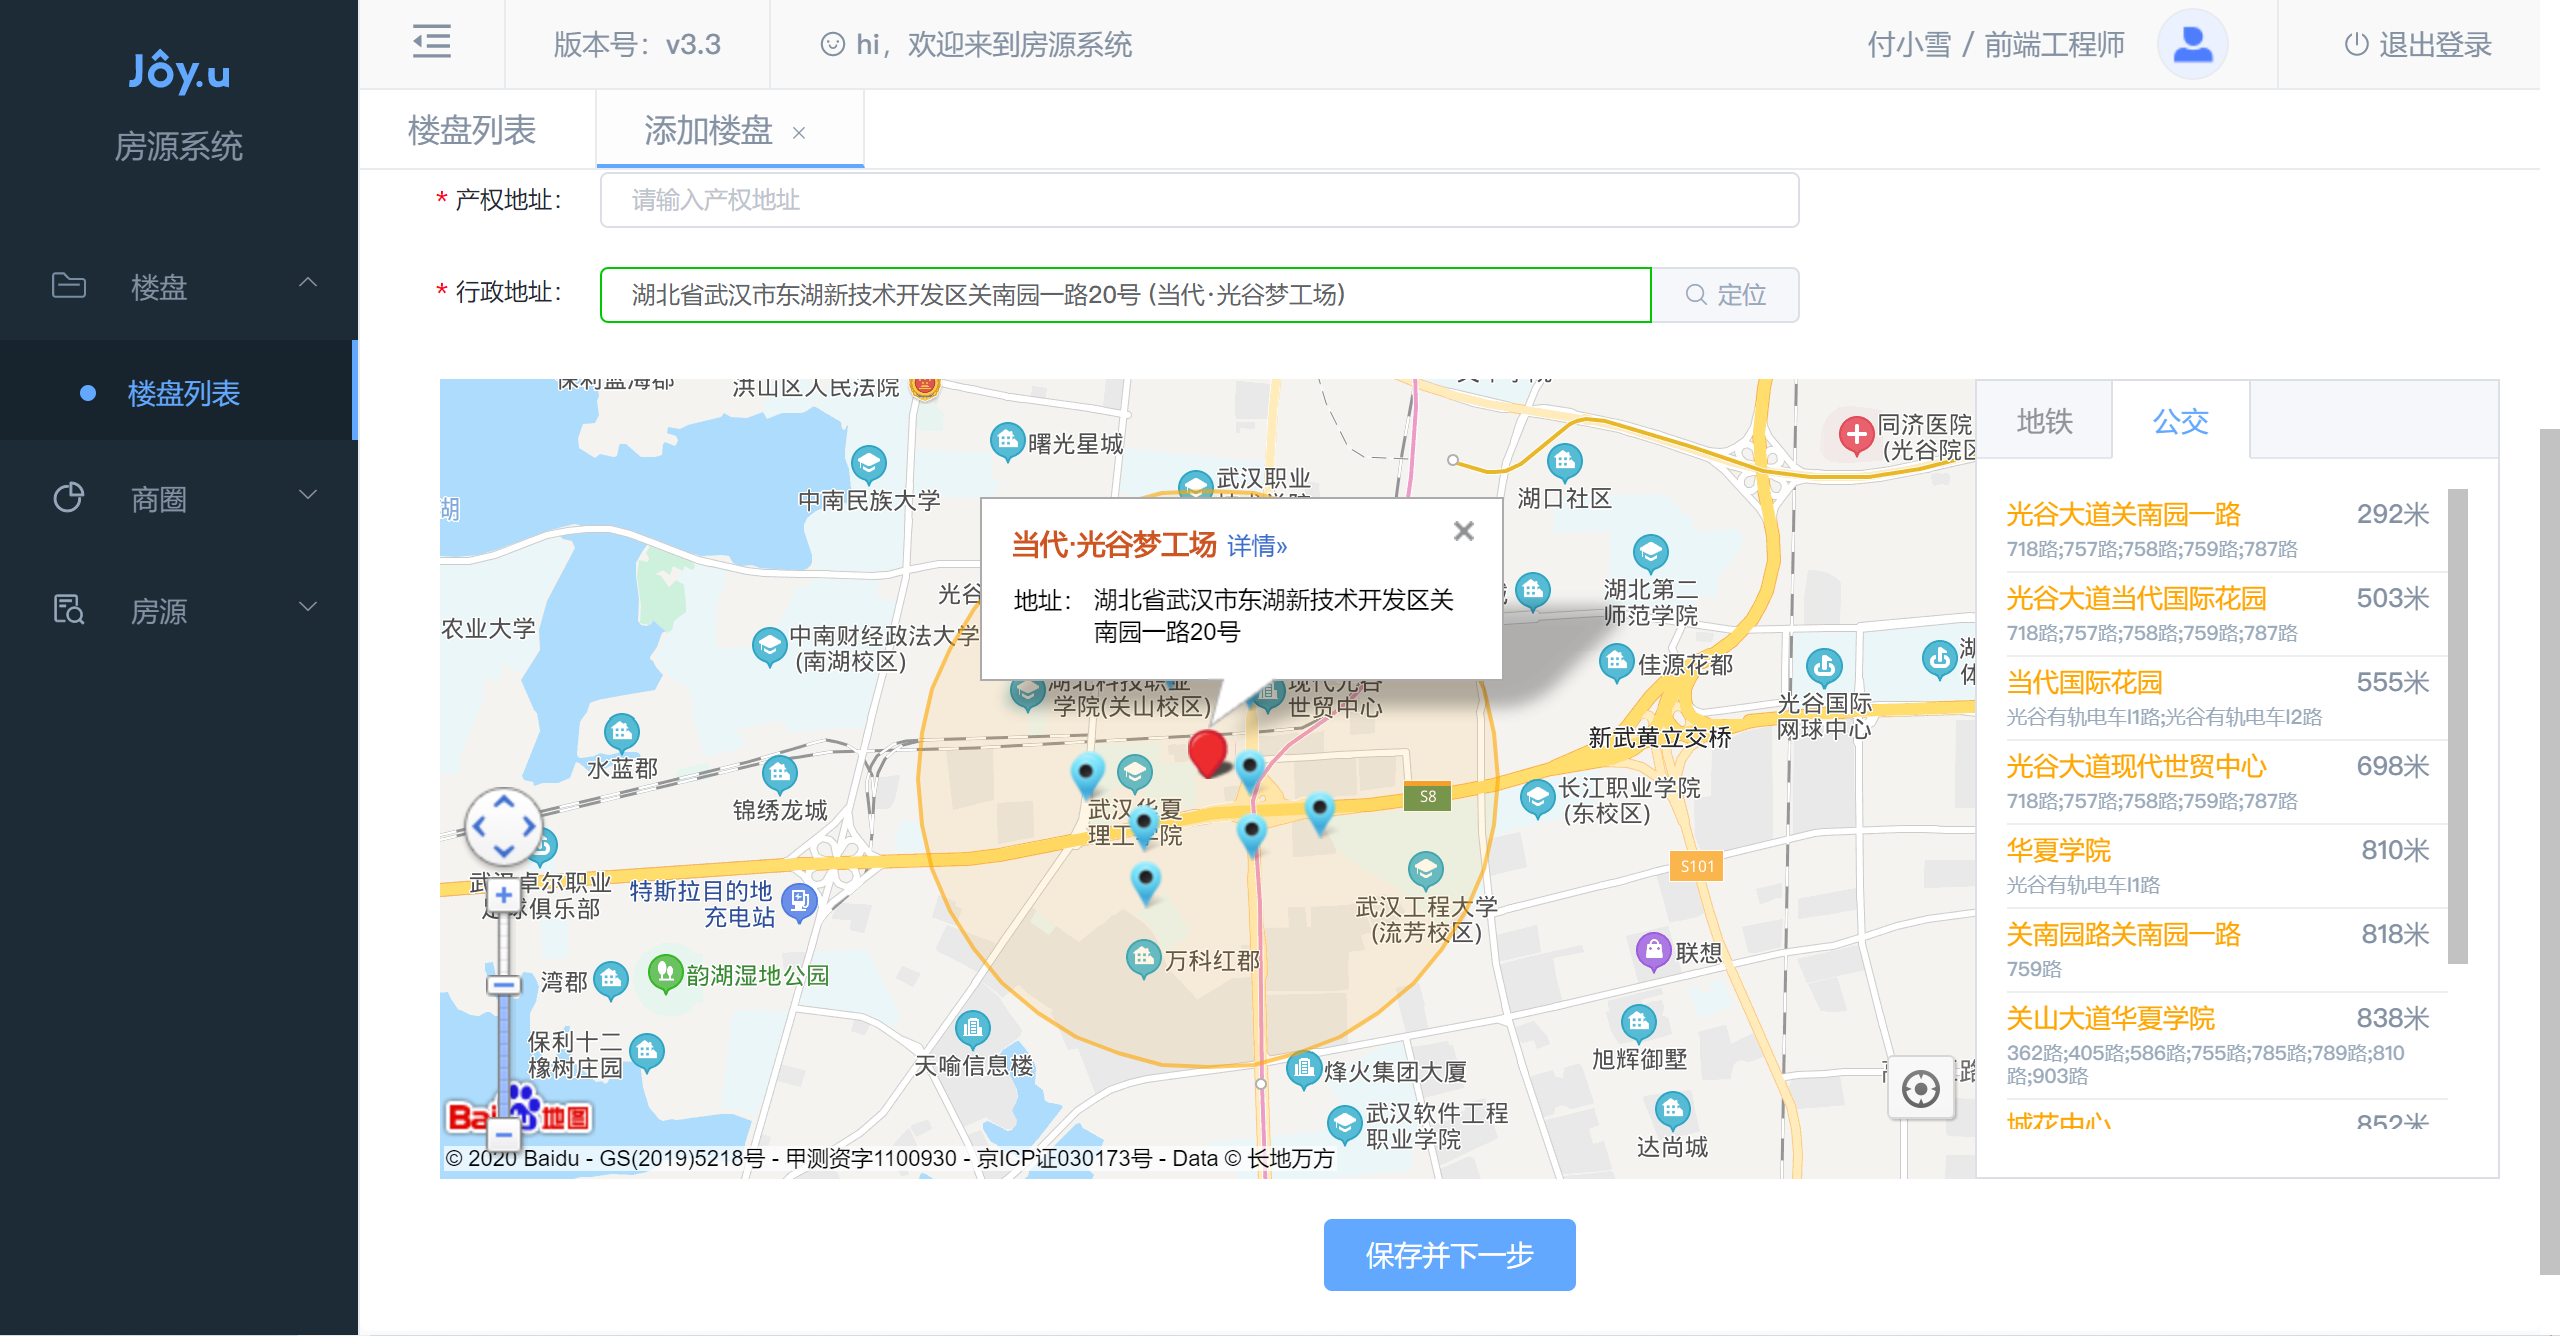 Jôy.u
房源系统
楼盘
楼盘列表
商圈
房源
版本号：v3.3
hi，欢迎来到房源系统
付小雪 / 前端工程师
退出登录
楼盘列表
添加楼盘 ×
* 产权地址：
请输入产权地址
* 行政地址：
湖北省武汉市东湖新技术开发区关南园一路20号 (当代·光谷梦工场)
定位
洪山区人民法院
曙光星城
中南民族大学
武汉职业
湖口社区
同济医院
(光谷院区
湖
当代·光谷梦工场 详情»
地址：
湖北省武汉市东湖新技术开发区关
南园一路20号
湖北第二
师范学院
光谷
农业大学
中南财经政法大学
(南湖校区)
佳源花都
湖北科技职业
学院(关山校区)
现代光谷
世贸中心
光谷国际
网球中心
新武黄立交桥
水蓝郡
锦绣龙城
武汉华夏
理工学院
S8
长江职业学院
(东校区)
S101
武汉卓尔职业
足球俱乐部
特斯拉目的地
充电站
武汉工程大学
(流芳校区)
万科红郡
联想
湾郡
韵湖湿地公园
保利十二
橡树庄园
天喻信息楼
烽火集团大厦
旭辉御墅
武汉软件工程
职业学院
达尚城
地图
© 2020 Baidu - GS(2019)5218号 - 甲测资字1100930 - 京ICP证030173号 - Data © 长地万方
地铁
公交
光谷大道关南园一路 292米
718路;757路;758路;759路;787路
光谷大道当代国际花园 503米
718路;757路;758路;759路;787路
当代国际花园 555米
光谷有轨电车l1路;光谷有轨电车l2路
光谷大道现代世贸中心 698米
718路;757路;758路;759路;787路
华夏学院 810米
光谷有轨电车l1路
关南园路关南园一路 818米
759路
关山大道华夏学院 838米
362路;405路;586路;755路;785路;789路;810
路;903路
城花中心 852米
保存并下一步